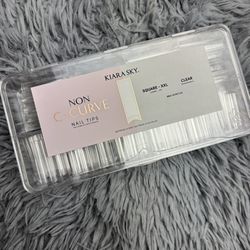 KIARA SKY
NON
C-CURVE
NAIL TIPS
SQUARE - XXL
CLEAR